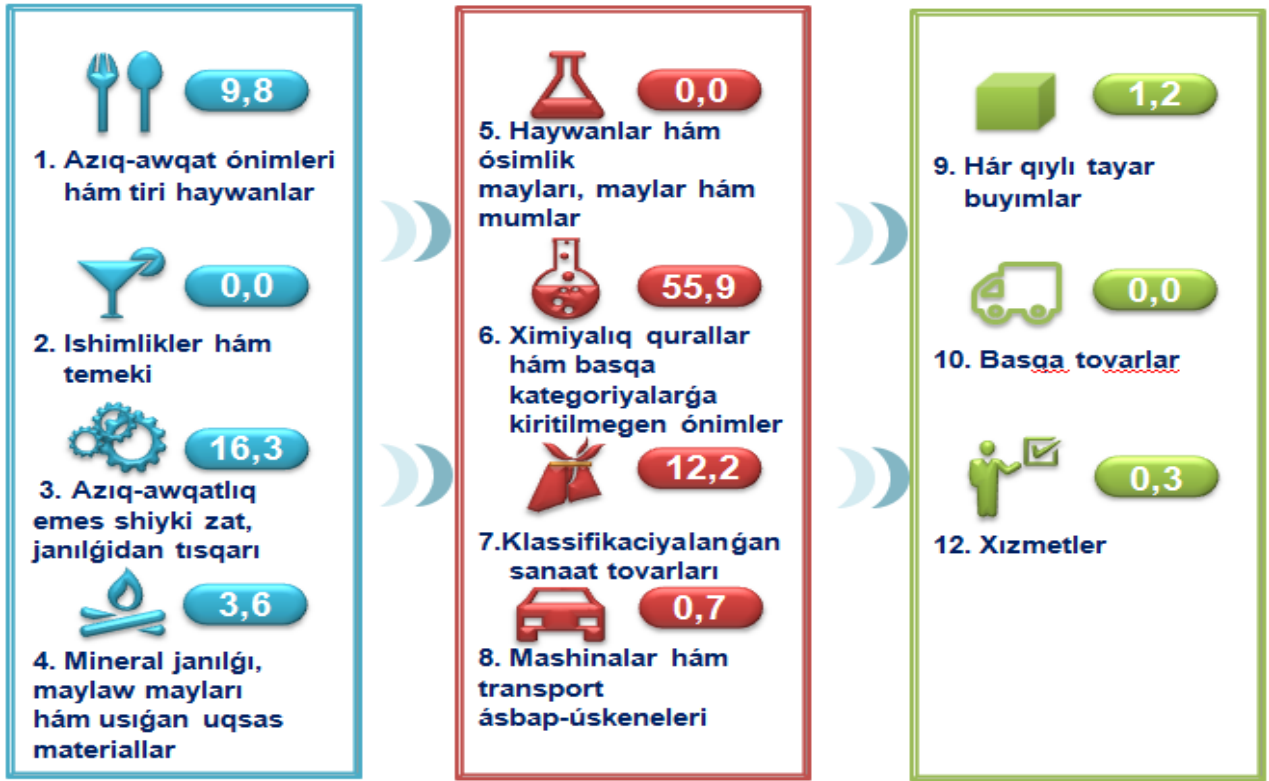 9,8
1. Azıq-awqat ónimleri
hám tiri haywanlar
0,0
2. Ishimlikler hám
temeki
16,3
3. Azıq-awqatlıq
emes shiyki zat,
janılǵidan tısqarı
3,6
4. Mineral janılǵı,
maylaw mayları
hám usıǵan uqsas
materiallar
0,0
5. Haywanlar hám
ósimlik
mayları, maylar hám
mumlar
55,9
6. Ximiyalıq qurallar
hám basqa
kategoriyalarǵa
kiritilmegen ónimler
12,2
7.Klassifikaciyalanǵan
sanaat tovarları
0,7
8. Mashinalar hám
transport
ásbap-úskeneleri
1,2
9. Hár qıylı tayar
buyımlar
0,0
10. Basqa tovarlar
0,3
12. Xızmetler